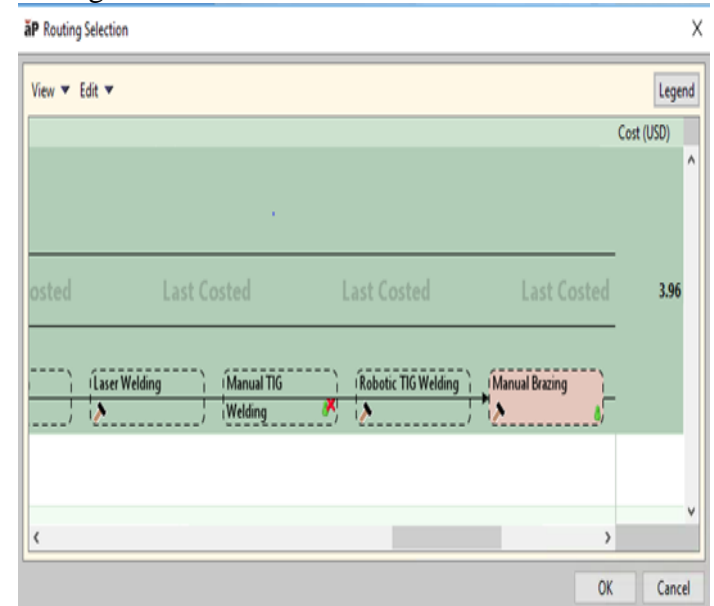 aP Routing Selection X
View Edit Legend
Cost (USD)
osted Last Costed Last Costed Last Costed 3.96
Laser Welding Manual TIG Robotic TIG Welding Manual Brazing
Welding
OK Cancel